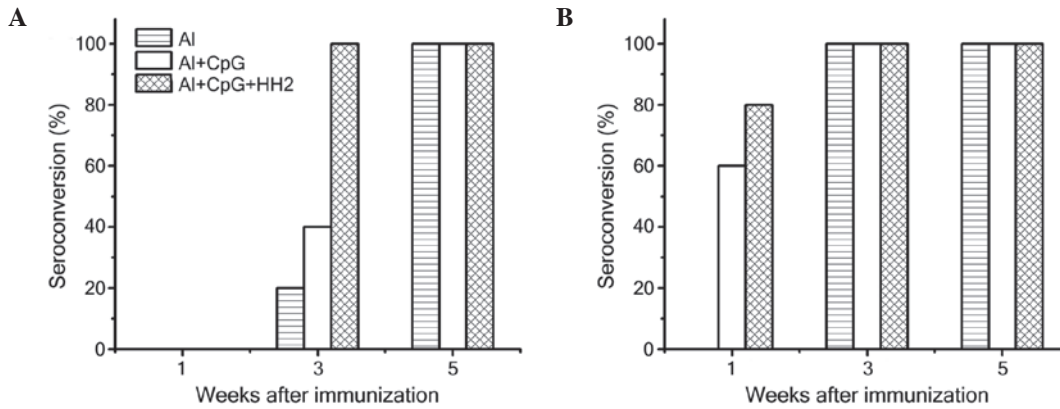 A
Al
Al+CpG
Al+CpG+HH2
Seroconversion (%)
100
80
60
40
20
0
1 3 5
Weeks after immunization
B
Seroconversion (%)
100
80
60
40
20
0
1 3 5
Weeks after immunization